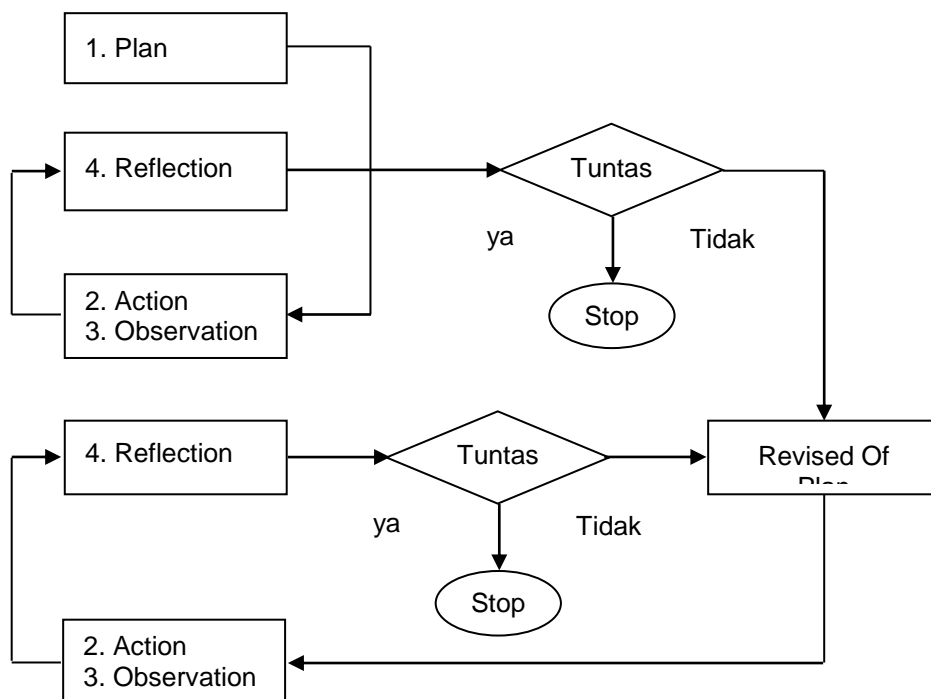 1. Plan
4. Reflection
Tuntas
ya
Tidak
2. Action
3. Observation
Stop
4. Reflection
Tuntas
Revised Of
ya
Tidak
Stop
2. Action
3. Observation